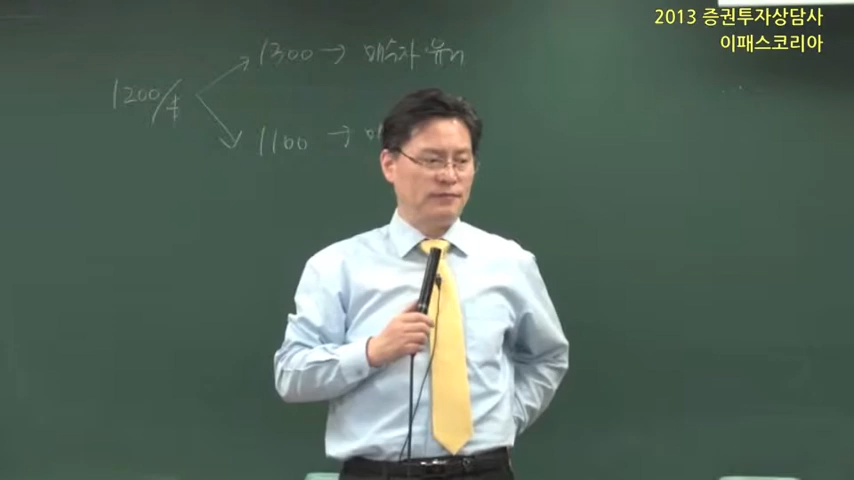 2013 증권투자상담사
이패스코리아
1300 → 매수자 유리
1200/$
1100 → 매